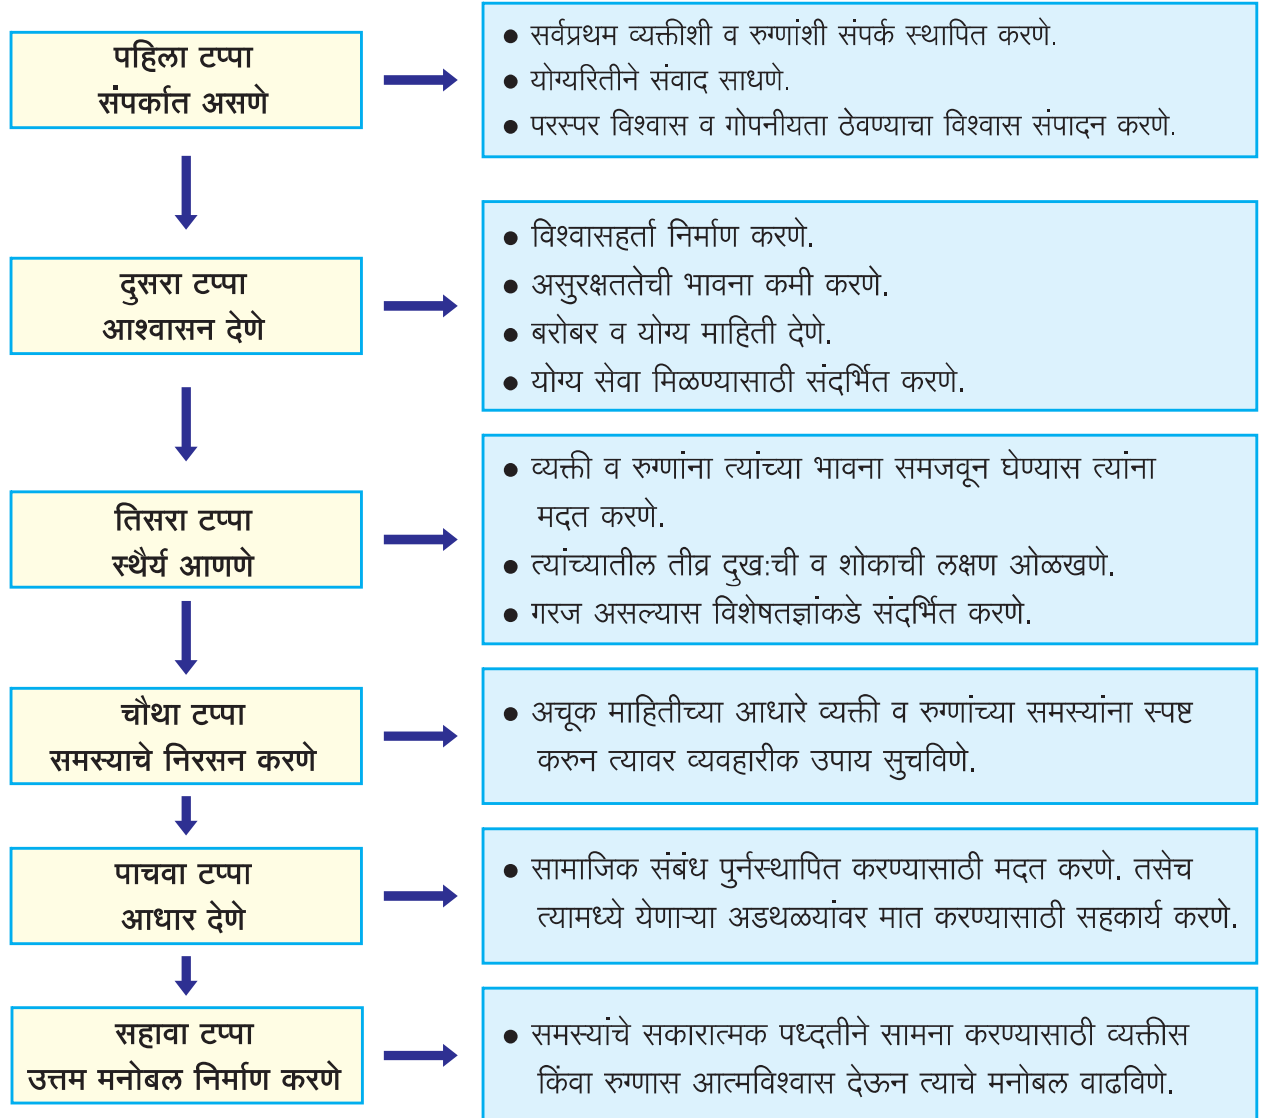 पहिला टप्पा
संपर्कात असणे
● सर्वप्रथम व्यक्तीशी व रुग्णांशी संपर्क स्थापित करणे.
● योग्यरितीने संवाद साधणे.
● परस्पर विश्वास व गोपनीयता ठेवण्याचा विश्वास संपादन करणे.
दुसरा टप्पा
आश्वासन देणे
● विश्वासहर्ता निर्माण करणे.
● असुरक्षततेची भावना कमी करणे.
● बरोबर व योग्य माहिती देणे.
● योग्य सेवा मिळण्यासाठी संदर्भित करणे.
तिसरा टप्पा
स्थैर्य आणणे
● व्यक्ती व रुग्णांना त्यांच्या भावना समजवून घेण्यास त्यांना
मदत करणे.
● त्यांच्यातील तीव्र दुख:ची व शोकाची लक्षण ओळखणे.
● गरज असल्यास विशेषतज्ञांकडे संदर्भित करणे.
चौथा टप्पा
समस्याचे निरसन करणे
● अचूक माहितीच्या आधारे व्यक्ती व रुग्णांच्या समस्यांना स्पष्ट
करुन त्यावर व्यवहारीक उपाय सुचविणे.
पाचवा टप्पा
आधार देणे
● सामाजिक संबंध पुर्नस्थापित करण्यासाठी मदत करणे. तसेच
त्यामध्ये येणाऱ्या अडथळयांवर मात करण्यासाठी सहकार्य करणे.
सहावा टप्पा
उत्तम मनोबल निर्माण करणे
● समस्यांचे सकारात्मक पध्दतीने सामना करण्यासाठी व्यक्तीस
किंवा रुग्णास आत्मविश्वास देऊन त्याचे मनोबल वाढविणे.